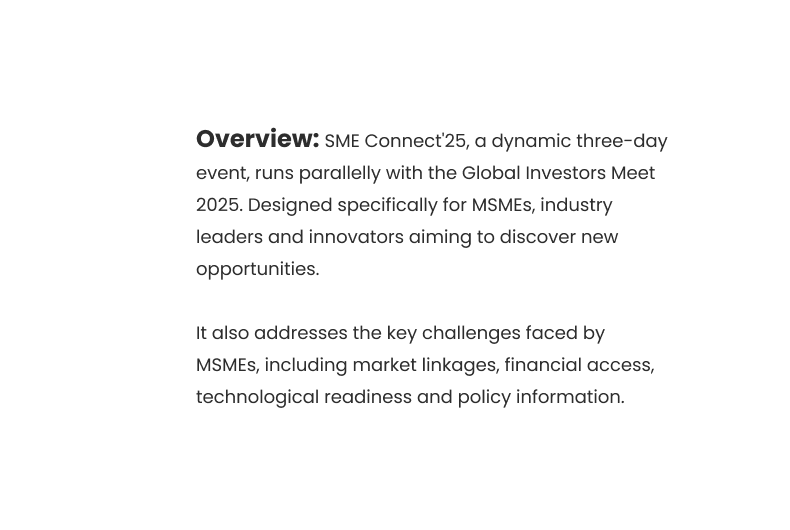 Overview: SME Connect'25, a dynamic three-day
event, runs parallelly with the Global Investors Meet
2025. Designed specifically for MSMEs, industry
leaders and innovators aiming to discover new
opportunities.
It also addresses the key challenges faced by
MSMEs, including market linkages, financial access,
technological readiness and policy information.